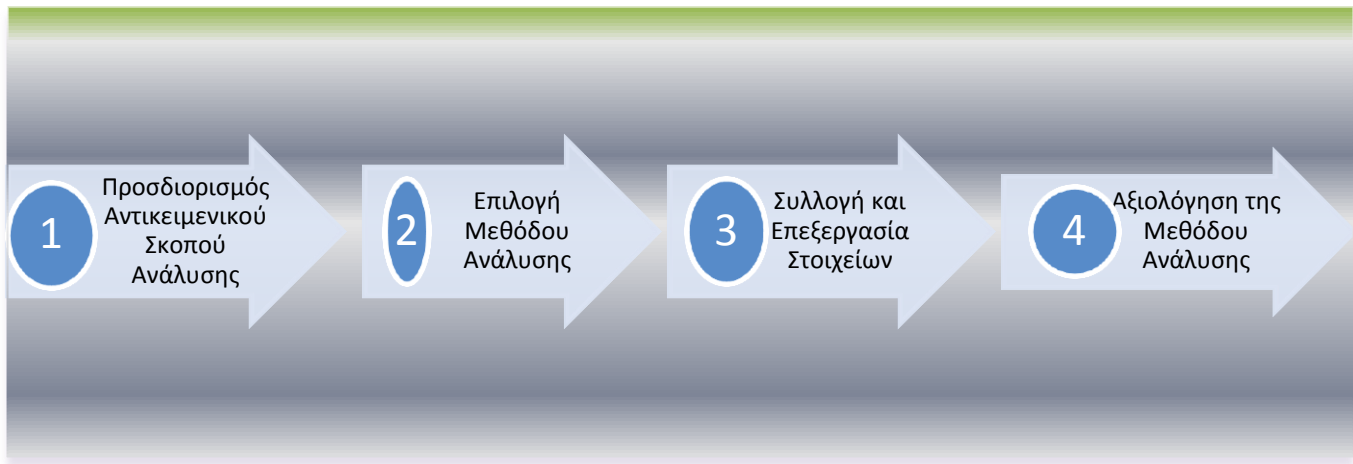 1
Προσδιορισμός
Αντικειμενικού
Σκοπού
Ανάλυσης
2
Επιλογή
Μεθόδου
Ανάλυσης
3
Συλλογή και
Επεξεργασία
Στοιχείων
4
Αξιολόγηση της
Μεθόδου
Ανάλυσης